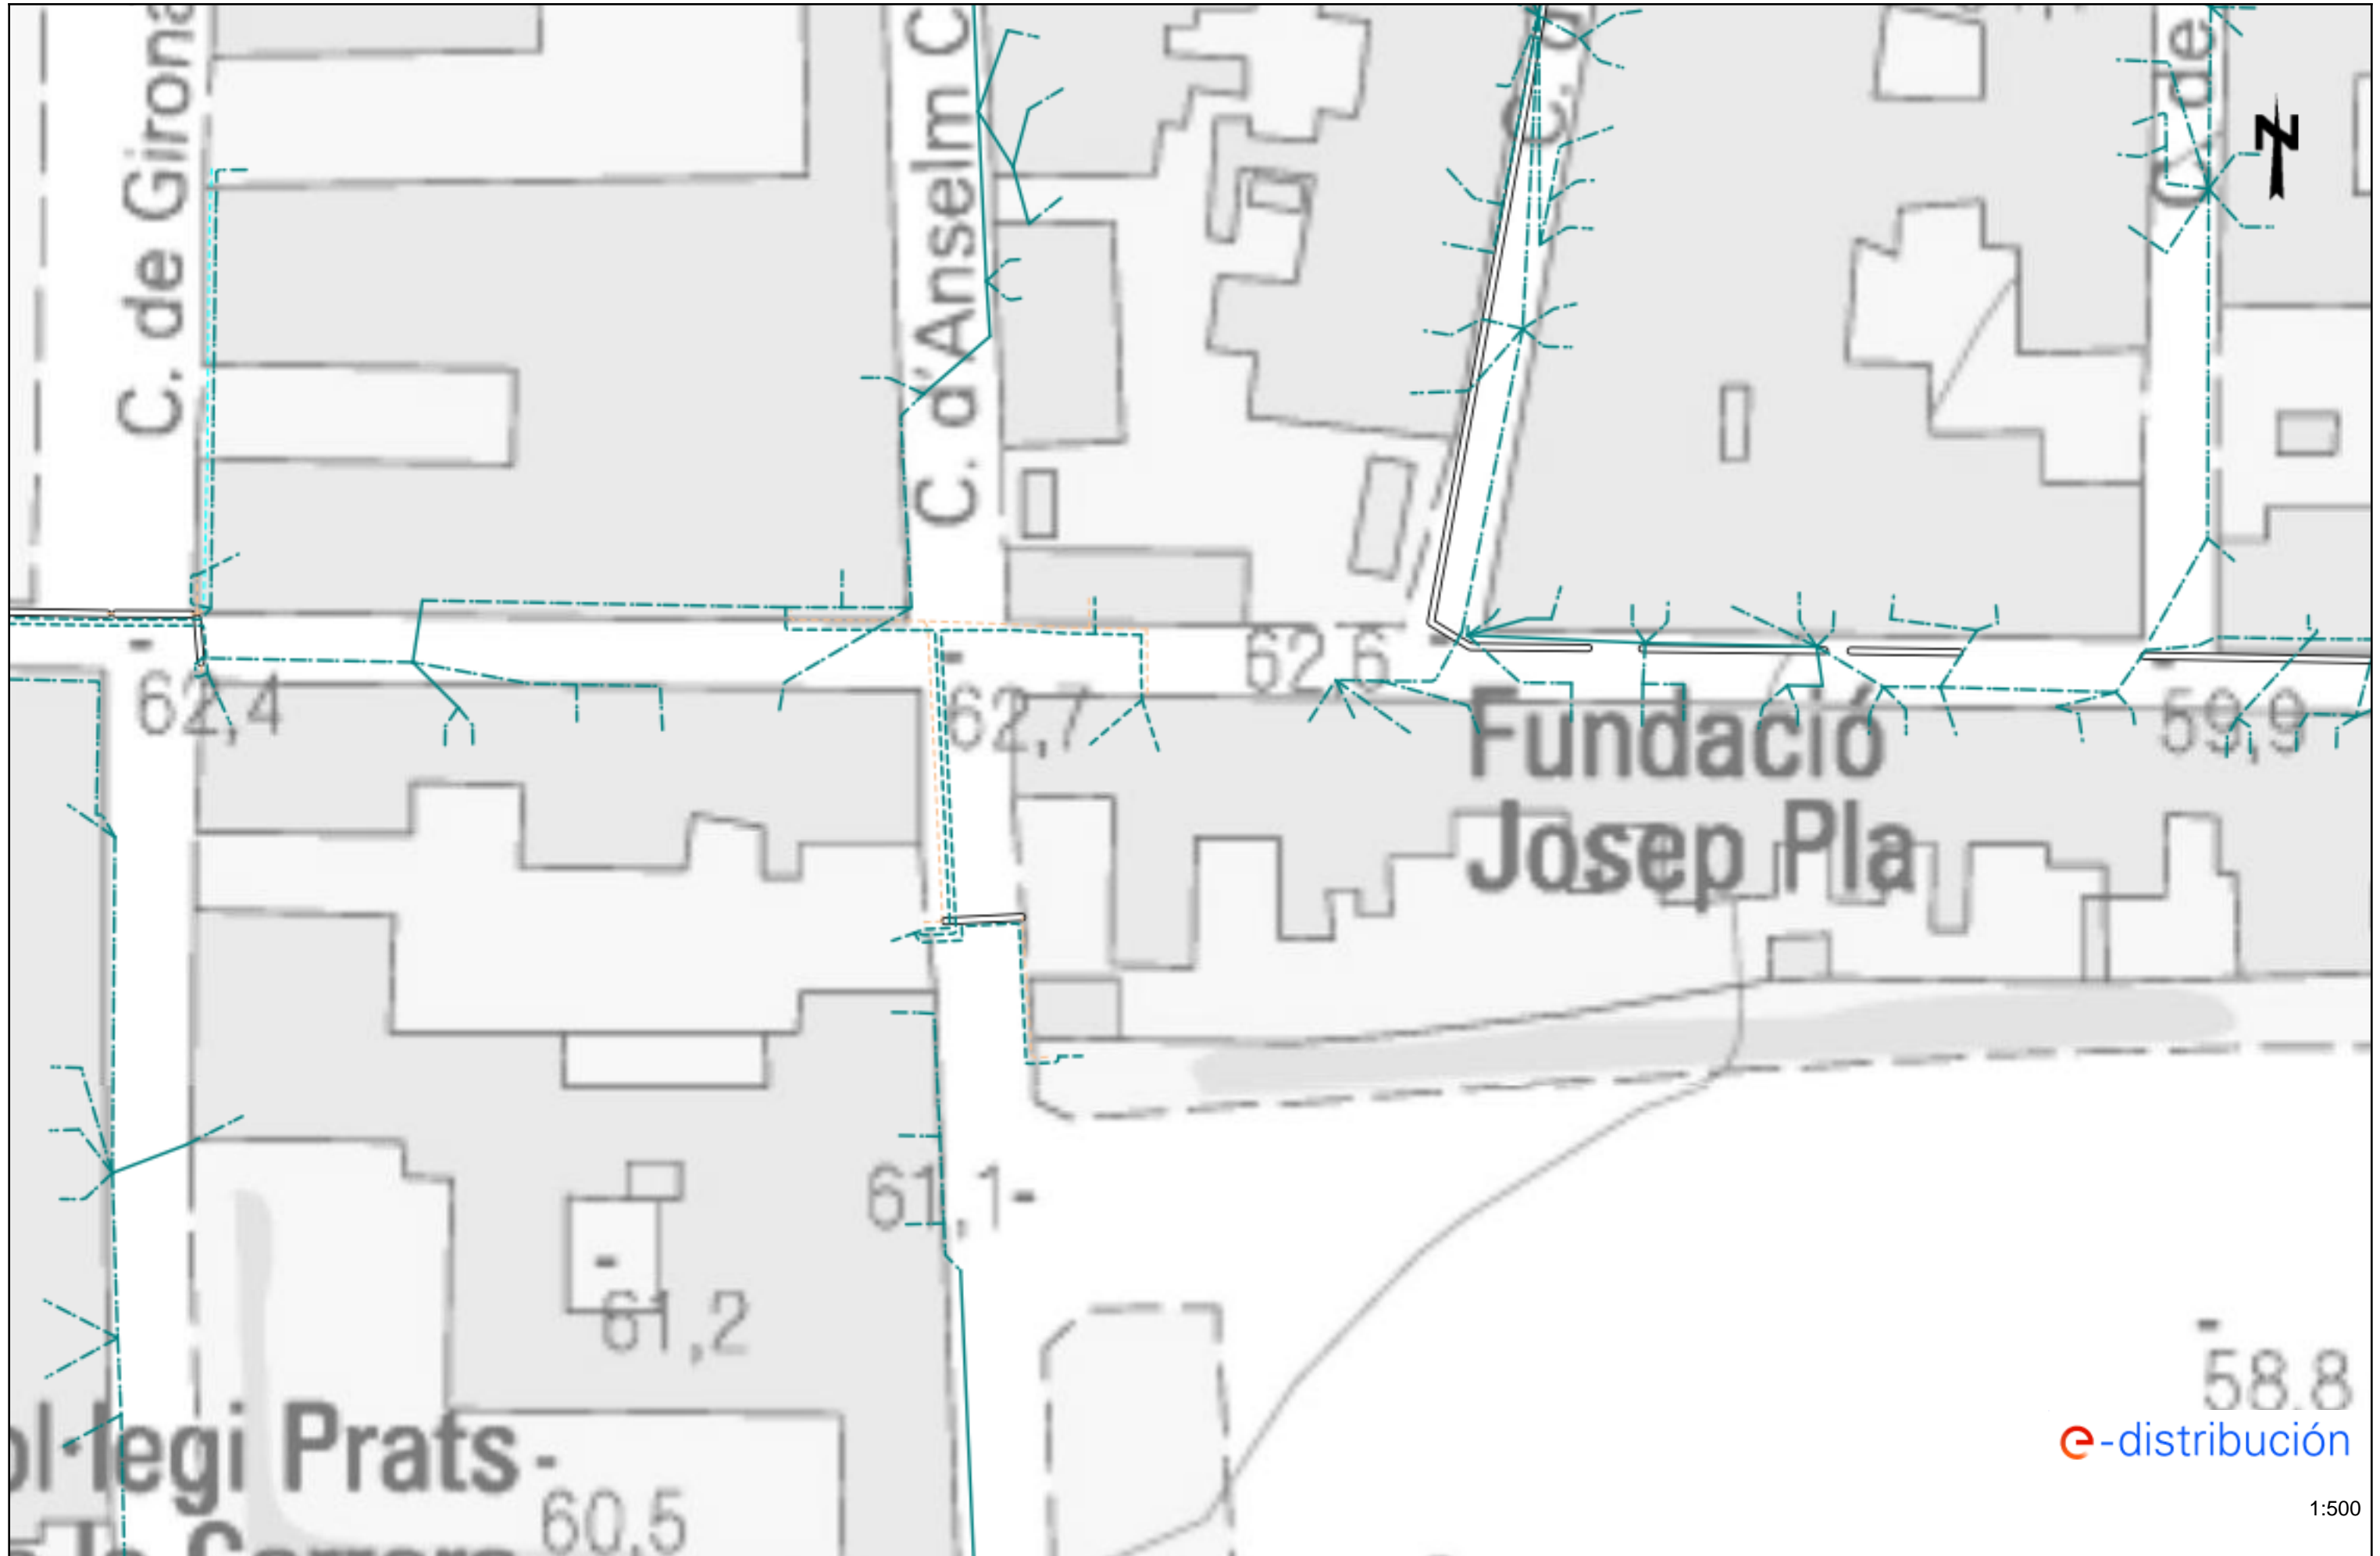 C. de Girona
C. d'Anselm C
C. d
C. de
N
62,4
62,7
62,6
59,9
Fundació
Josep Pla
61,1
61,2
58,8
ol·legi Prats
60,5
e-distribución
1:500